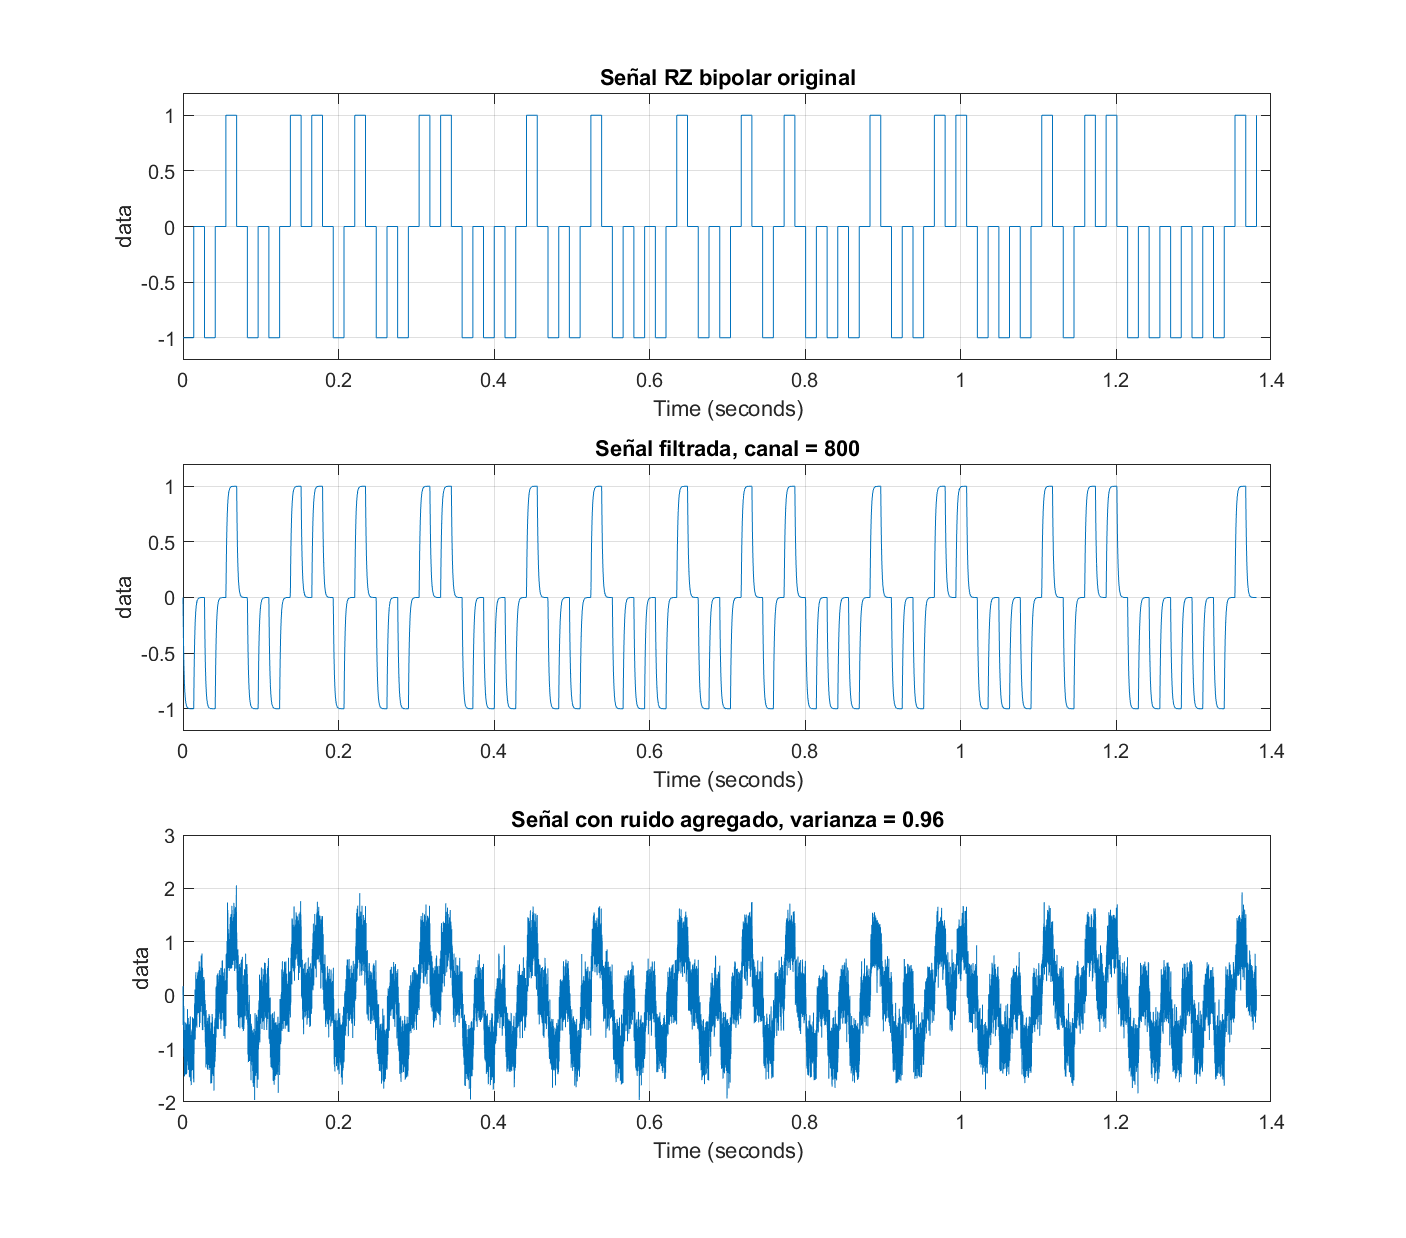 Señal RZ bipolar original
1
0.5
0
-0.5
-1
data
0 0.2 0.4 0.6 0.8 1 1.2 1.4
Time (seconds)
Señal filtrada, canal = 800
1
0.5
0
-0.5
-1
data
0 0.2 0.4 0.6 0.8 1 1.2 1.4
Time (seconds)
Señal con ruido agregado, varianza = 0.96
3
2
1
0
-1
-2
data
0 0.2 0.4 0.6 0.8 1 1.2 1.4
Time (seconds)